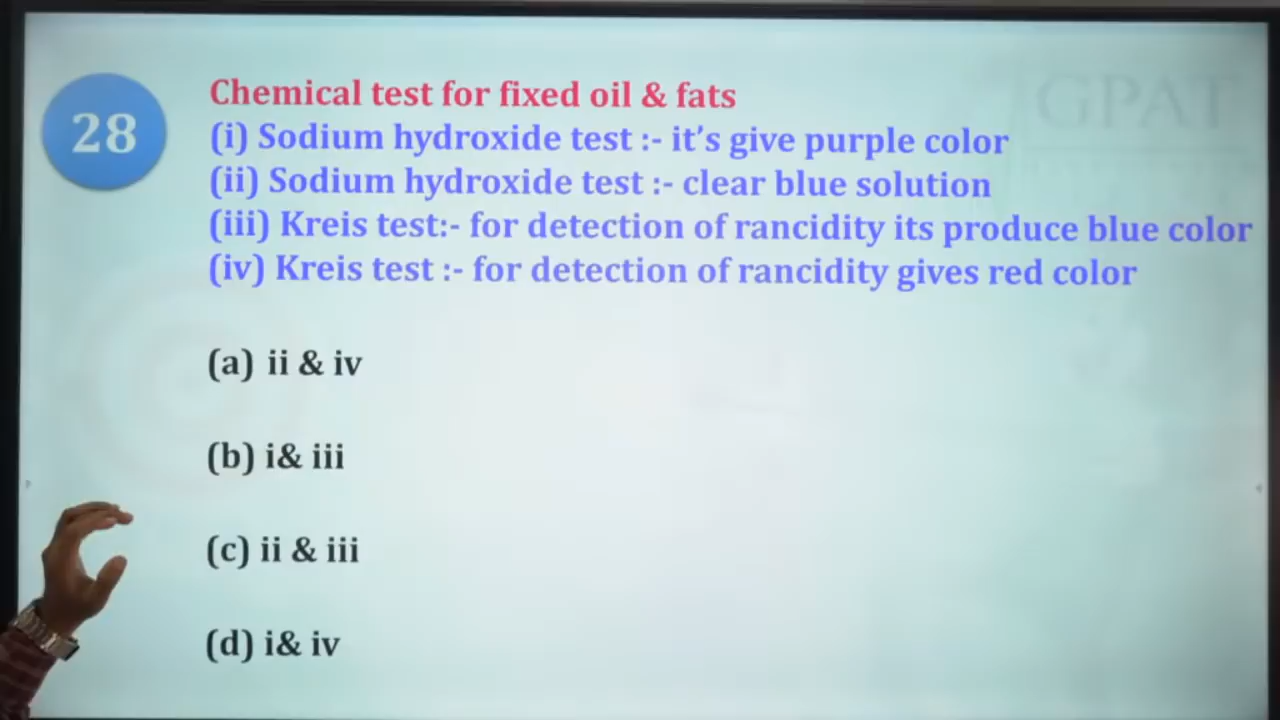 GPAT
28
Chemical test for fixed oil & fats
(i) Sodium hydroxide test :- it's give purple color
(ii) Sodium hydroxide test :- clear blue solution
(iii) Kreis test:- for detection of rancidity its produce blue color
(iv) Kreis test :- for detection of rancidity gives red color
(a) ii & iv
(b) i& iii
(c) ii & iii
(d) i& iv